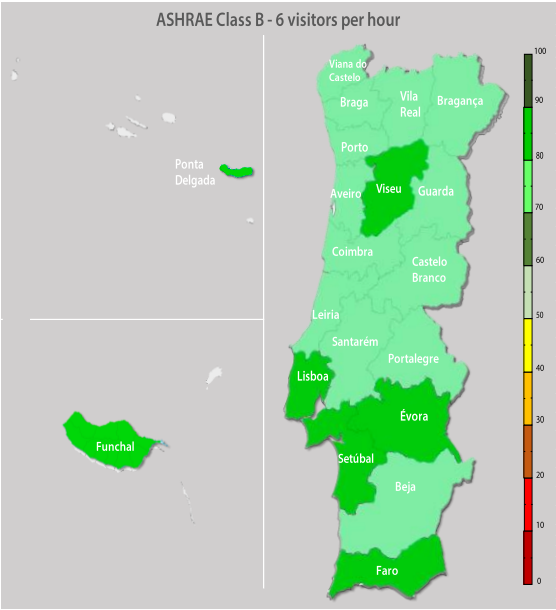 ASHRAE Class B - 6 visitors per hour
Viana do
Castelo
Braga
Vila
Real
Bragança
Porto
Ponta
Delgada
Aveiro
Viseu
Guarda
Coimbra
Castelo
Branco
Leiria
Santarém
Portalegre
Lisboa
Évora
Funchal
Setúbal
Beja
Faro
100
90
80
70
60
50
40
30
20
10
0